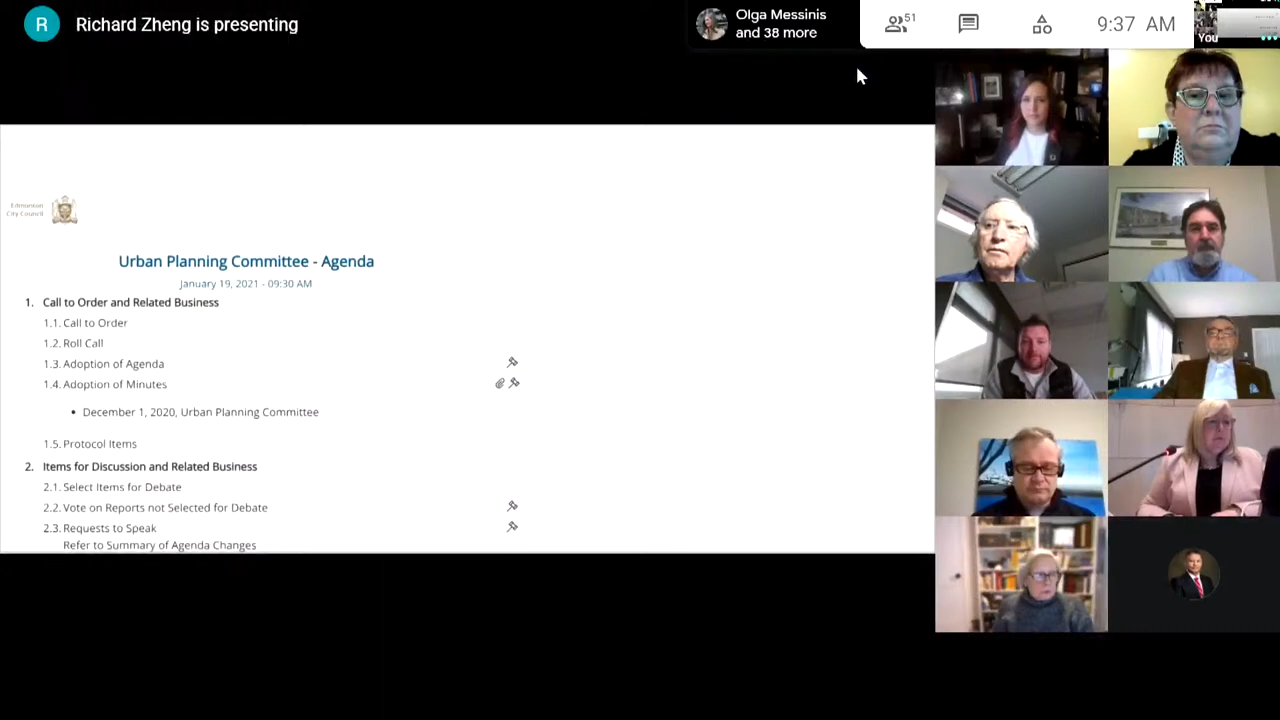 R
Richard Zheng is presenting
Olga Messinis
and 38 more
51
9:37 AM
You
Edmonton
City Council
Urban Planning Committee - Agenda
January 19, 2021 - 09:30 AM
1. Call to Order and Related Business
1.1. Call to Order
1.2. Roll Call
1.3. Adoption of Agenda
1.4. Adoption of Minutes
• December 1, 2020, Urban Planning Committee
1.5. Protocol Items
2. Items for Discussion and Related Business
2.1. Select Items for Debate
2.2. Vote on Reports not Selected for Debate
2.3. Requests to Speak
Refer to Summary of Agenda Changes